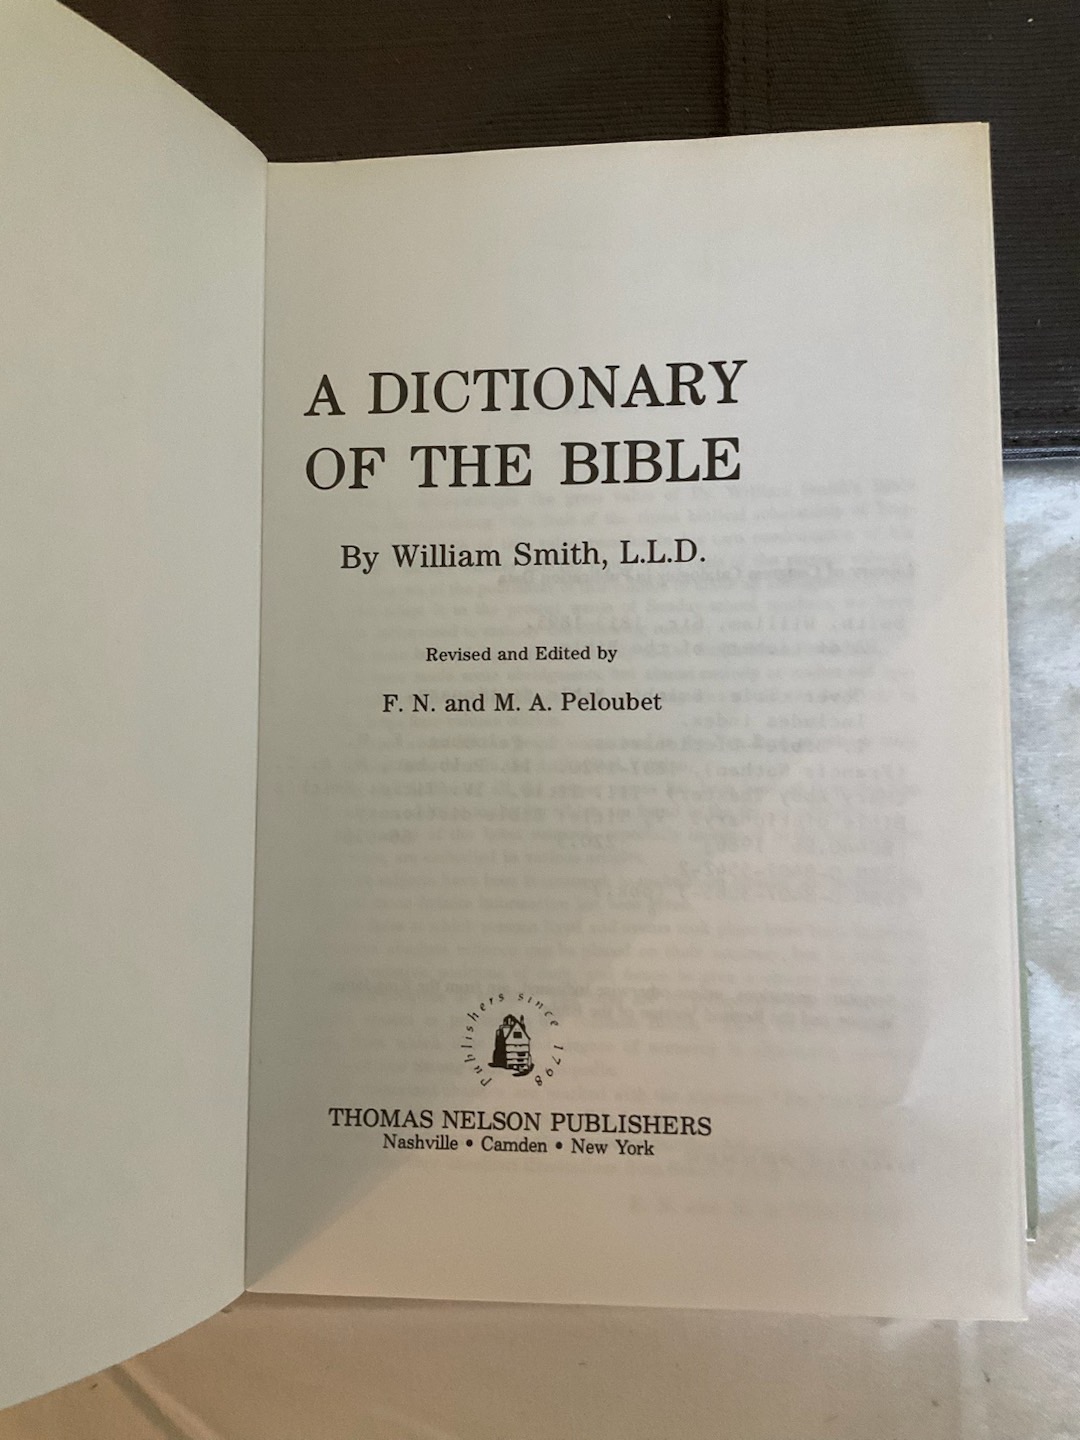 A DICTIONARY
OF THE BIBLE
By William Smith, L.L.D.
Revised and Edited by
F. N. and M. A. Peloubet
Publishers since 1798
THOMAS NELSON PUBLISHERS
Nashville • Camden • New York